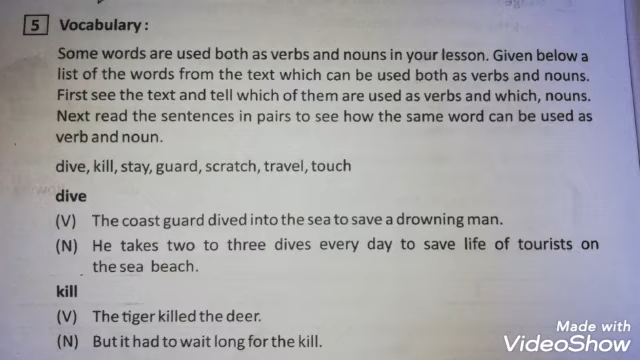 5 Vocabulary :
Some words are used both as verbs and nouns in your lesson. Given below a
list of the words from the text which can be used both as verbs and nouns.
First see the text and tell which of them are used as verbs and which, nouns.
Next read the sentences in pairs to see how the same word can be used as
verb and noun.
dive, kill, stay, guard, scratch, travel, touch
dive
(V) The coast guard dived into the sea to save a drowning man.
(N) He takes two to three dives every day to save life of tourists on
the sea beach.
kill
(V) The tiger killed the deer.
(N) But it had to wait long for the kill.
Made with
VideoShow